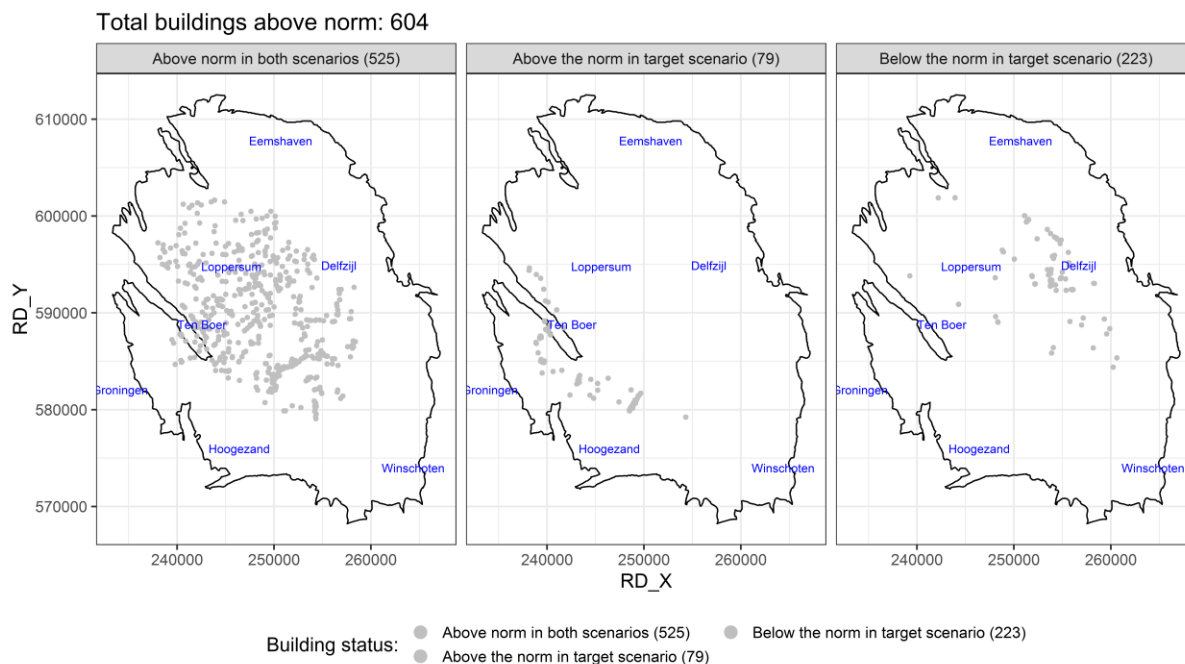 Total buildings above norm: 604
Above norm in both scenarios (525)
Above the norm in target scenario (79)
Below the norm in target scenario (223)
RD_Y
610000
600000
590000
580000
570000
Eemshaven
Loppersum
Delfzijl
Ten Boer
Groningen
Hoogezand
Winschoten
Eemshaven
Loppersum
Delfzijl
Ten Boer
Groningen
Hoogezand
Winschoten
Eemshaven
Loppersum
Delfzijl
Ten Boer
Groningen
Hoogezand
Winschoten
240000 250000 260000
240000 250000 260000
240000 250000 260000
RD_X
Building status:
Above norm in both scenarios (525)
Below the norm in target scenario (223)
Above the norm in target scenario (79)